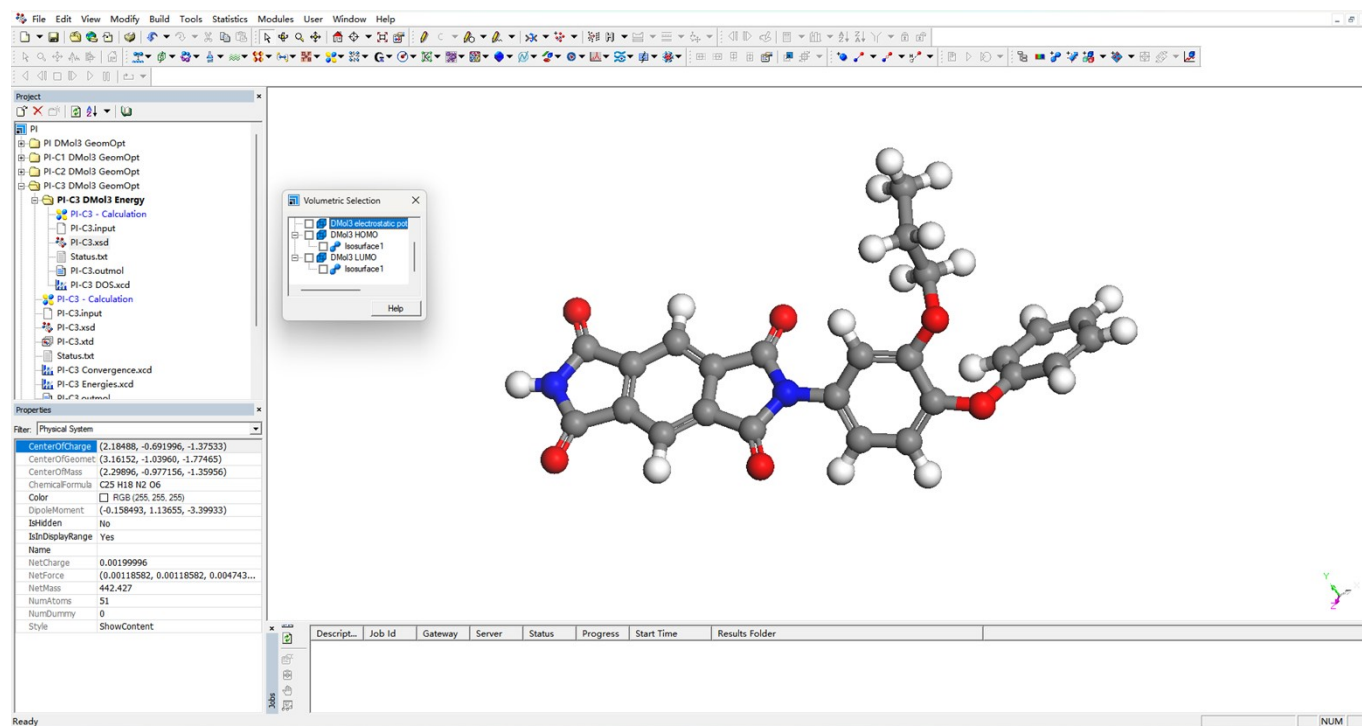 File Edit View Modify Build Tools Statistics Modules User Window Help
Project
PI
PI DMol3 GeomOpt
PI-C1 DMol3 GeomOpt
PI-C2 DMol3 GeomOpt
PI-C3 DMol3 GeomOpt
PI-C3 DMol3 Energy
PI-C3 - Calculation
PI-C3.input
PI-C3.xsd
Status.txt
PI-C3.outmol
PI-C3 DOS.xcd
PI-C3 - Calculation
PI-C3.input
PI-C3.xsd
PI-C3.xtd
Status.txt
PI-C3 Convergence.xcd
PI-C3 Energies.xcd
PI-C3.outmol
Volumetric Selection
DMol3 electrostatic pot
DMol3 HOMO
Isosurface1
DMol3 LUMO
Isosurface1
Help
Properties
Filter: Physical System
CenterOfCharge (2.18488, -0.691996, -1.37533)
CenterOfGeomet (3.16152, -1.03960, -1.77465)
CenterOfMass (2.29896, -0.977156, -1.35956)
ChemicalFormula C25 H18 N2 O6
Color RGB (255, 255, 255)
DipoleMoment (-0.158493, 1.13655, -3.39933)
IsHidden No
IsInDisplayRange Yes
Name
NetCharge 0.00199996
NetForce (0.00118582, 0.00118582, 0.004743...
NetMass 442.427
NumAtoms 51
NumDummy 0
Style ShowContent
Y
Z
Jobs
Descript... Job Id Gateway Server Status Progress Start Time Results Folder
Ready
NUM